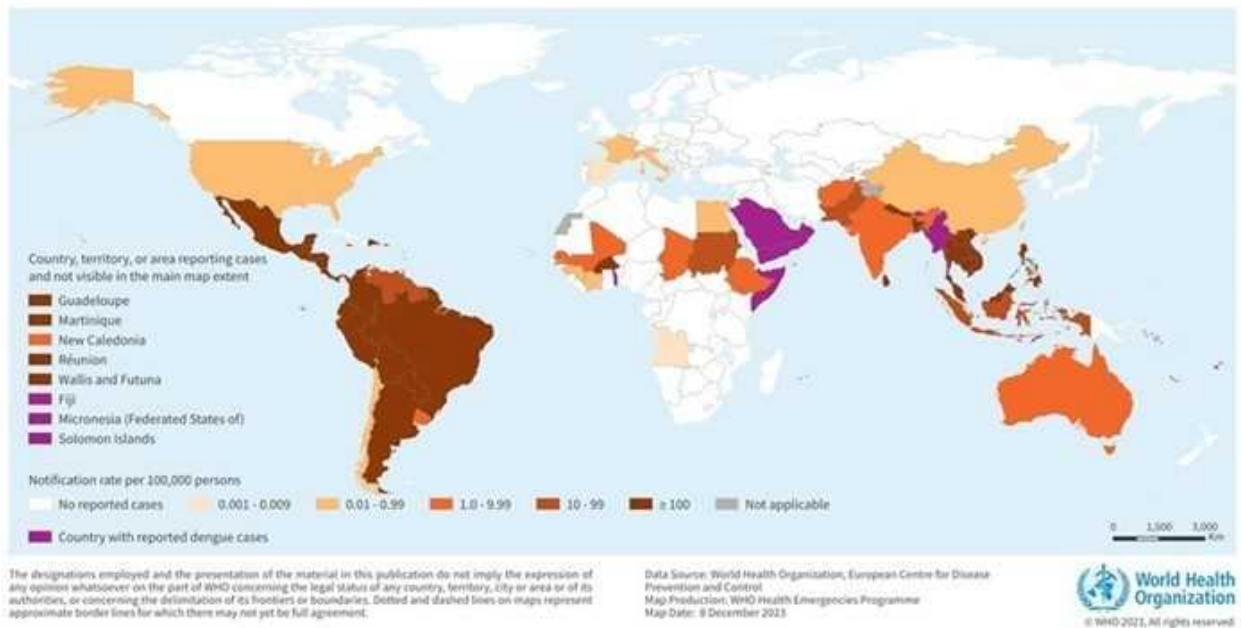 Country, territory, or area reporting cases
and not visible in the main map extent
Guadeloupe
Martinique
New Caledonia
Réunion
Wallis and Futuna
Fiji
Micronesia (Federated States of)
Solomon Islands
Notification rate per 100,000 persons
No reported cases
0.001 - 0.009
0.01 - 0.99
1.0 - 9.99
10 - 99
≥ 100
Not applicable
Country with reported dengue cases
0 1,500 3,000
Km
The designations employed and the presentation of the material in this publication do not imply the expression of
any opinion whatsoever on the part of WHO concerning the legal status of any country, territory, city or area or of its
authorities, or concerning the delimitation of its frontiers or boundaries. Dotted and dashed lines on maps represent
approximate border lines for which there may not yet be full agreement.
Data Source: World Health Organization, European Centre for Disease
Prevention and Control
Map Production: WHO Health Emergencies Programme
Map Date: 9 December 2023
World Health
Organization
© WHO 2023, All rights reserved.